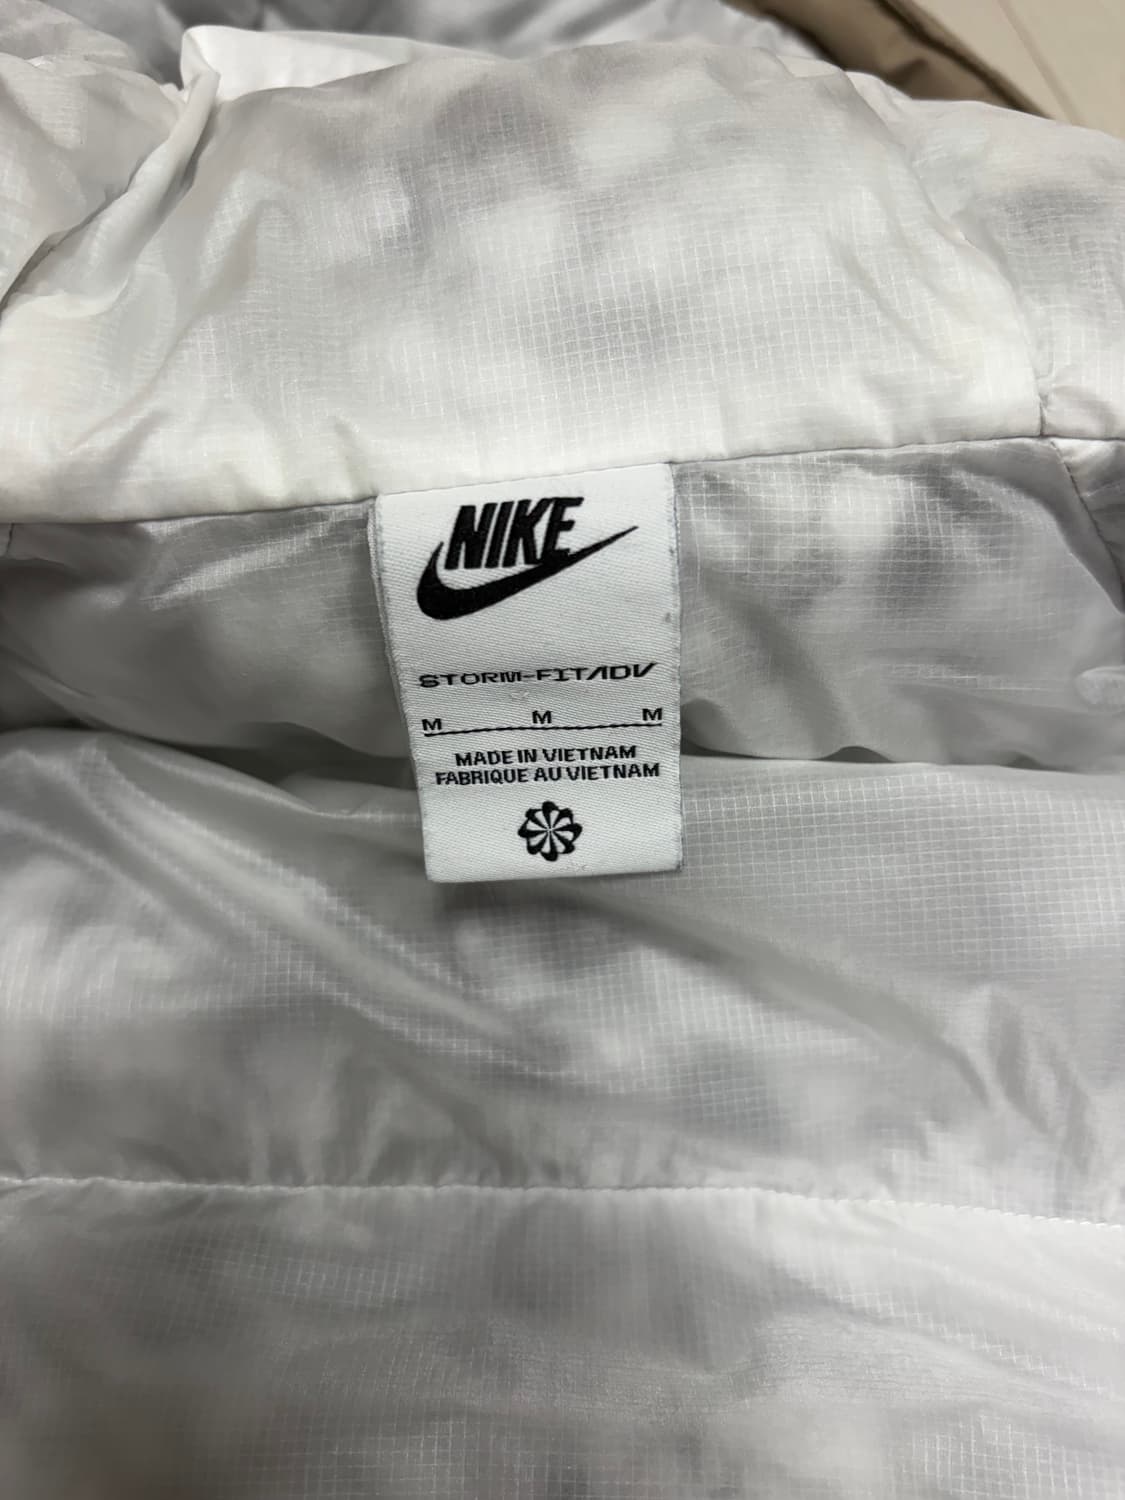 NIKE
STORM-FIT ADV
M M M
MADE IN VIETNAM
FABRIQUE AU VIETNAM